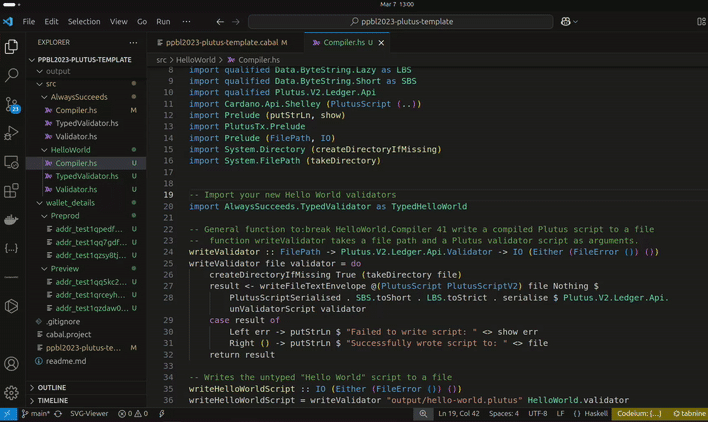 Mar 7 13:00
File Edit Selection View Go Run ··· ppbl2023-plutus-template
EXPLORER ···
PPBL2023-PLUTUS-TEMPLATE
output
src
AlwaysSucceeds
Compiler.hs M
TypedValidator.hs
Validator.hs
HelloWorld
Compiler.hs U
TypedValidator.hs U
Validator.hs U
wallet_details
Preprod
addr_test1qpedf...
addr_test1qq7gdf...
addr_test1qzsy8tj...
Preview
addr_test1qq5kc2...
addr_test1qrceyh...
addr_test1qzdaw0...
.gitignore
cabal.project
ppbl2023-plutus-te... M
readme.md
OUTLINE
TIMELINE
23
ppbl2023-plutus-template.cabal M Compiler.hs U
src > HelloWorld > Compiler.hs
8 import qualified Data.ByteString.Lazy as LBS
9 import qualified Data.ByteString.Short as SBS
10 import qualified Plutus.V2.Ledger.Api
11 import Cardano.Api.Shelley (PlutusScript (..))
12 import Prelude (putStrLn, show)
13 import PlutusTx.Prelude
14 import Prelude (FilePath, IO)
15 import System.Directory (createDirectoryIfMissing)
16 import System.FilePath (takeDirectory)
17
18
19 -- Import your new Hello World validators
20 import AlwaysSucceeds.TypedValidator as TypedHelloWorld
21
22 -- General function to:break HelloWorld.Compiler 41 write a compiled Plutus script to a file
23 -- function writeValidator takes a file path and a Plutus validator script as arguments.
24 writeValidator :: FilePath -> Plutus.V2.Ledger.Api.Validator -> IO (Either (FileError ()) ())
25 writeValidator file validator = do
26 createDirectoryIfMissing True (takeDirectory file)
27 result <- writeFileTextEnvelope @(PlutusScript PlutusScriptV2) file Nothing $
28 PlutusScriptSerialised . SBS.toShort . LBS.toStrict . serialise $ Plutus.V2.Ledger.Api.
unValidatorScript validator
29 case result of
30 Left err -> putStrLn $ "Failed to write script: " <> show err
31 Right () -> putStrLn $ "Successfully wrote script to: " <> file
32 return result
33
34 -- Writes the untyped "Hello World" script to a file
35 writeHelloWorldScript :: IO (Either (FileError ()) ())
36 writeHelloWorldScript = writeValidator "output/hello-world.plutus" HelloWorld.validator
main* SVG-Viewer 0 0 Ln 19, Col 42 Spaces: 4 UTF-8 LF Haskell Codeium: {...} tabnine